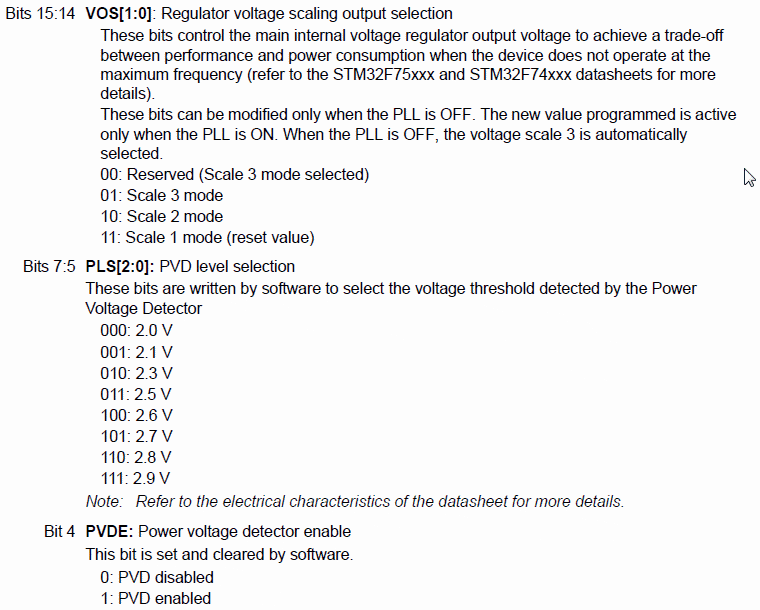 Bits 15:14 VOS[1:0]: Regulator voltage scaling output selection
These bits control the main internal voltage regulator output voltage to achieve a trade-off
between performance and power consumption when the device does not operate at the
maximum frequency (refer to the STM32F75xxx and STM32F74xxx datasheets for more
details).
These bits can be modified only when the PLL is OFF. The new value programmed is active
only when the PLL is ON. When the PLL is OFF, the voltage scale 3 is automatically
selected.
00: Reserved (Scale 3 mode selected)
01: Scale 3 mode
10: Scale 2 mode
11: Scale 1 mode (reset value)
Bits 7:5 PLS[2:0]: PVD level selection
These bits are written by software to select the voltage threshold detected by the Power
Voltage Detector
000: 2.0 V
001: 2.1 V
010: 2.3 V
011: 2.5 V
100: 2.6 V
101: 2.7 V
110: 2.8 V
111: 2.9 V
Note: Refer to the electrical characteristics of the datasheet for more details.
Bit 4 PVDE: Power voltage detector enable
This bit is set and cleared by software.
0: PVD disabled
1: PVD enabled